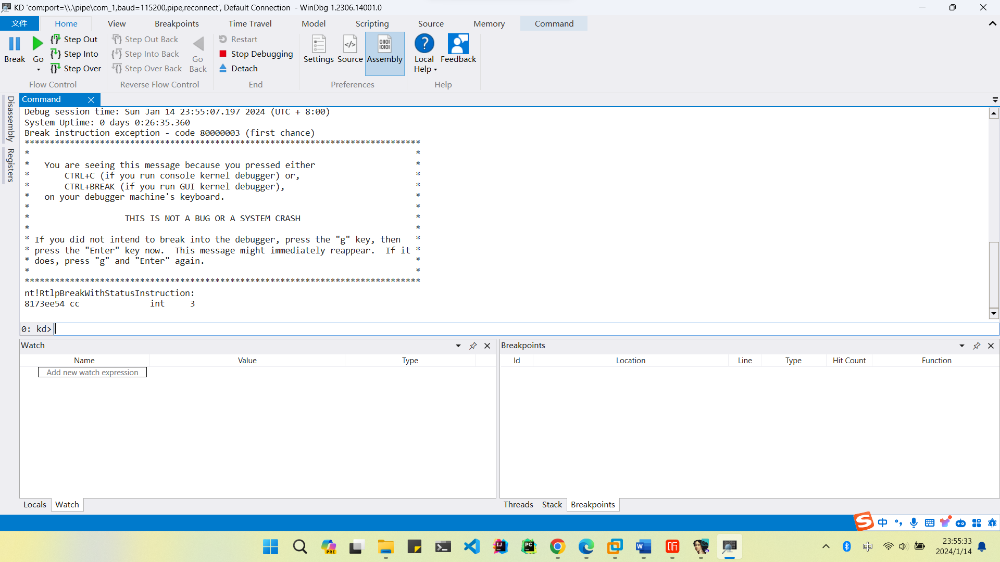 KD 'com:port=\\.\pipe\com_1,baud=115200,pipe,reconnect', Default Connection - WinDbg 1.2306.14001.0
文件 Home View Breakpoints Time Travel Model Scripting Source Memory Command
Step Out Step Out Back Restart
Step Into Step Into Back Stop Debugging
Break Go Go Settings Source Assembly Local Feedback
Step Over Step Over Back Back Detach Help
Flow Control Reverse Flow Control End Preferences Help
Disassembly
Registers
Command
Debug session time: Sun Jan 14 23:55:07.197 2024 (UTC + 8:00)
System Uptime: 0 days 0:26:35.360
Break instruction exception - code 80000003 (first chance)
*******************************************************************************
*                                                                             *
*   You are seeing this message because you pressed either                    *
*       CTRL+C (if you run console kernel debugger) or,                       *
*       CTRL+BREAK (if you run GUI kernel debugger),                          *
*   on your debugger machine's keyboard.                                      *
*                                                                             *
*                   THIS IS NOT A BUG OR A SYSTEM CRASH                       *
*                                                                             *
* If you did not intend to break into the debugger, press the "g" key, then   *
* press the "Enter" key now.  This message might immediately reappear.  If it *
* does, press "g" and "Enter" again.                                          *
*                                                                             *
*******************************************************************************
nt!RtlpBreakWithStatusInstruction:
8173ee54 cc              int     3
0: kd>
Watch
Name Value Type
Add new watch expression
Locals Watch
Breakpoints
Id Location Line Type Hit Count Function
Threads Stack Breakpoints
中
23:55:33
2024/1/14